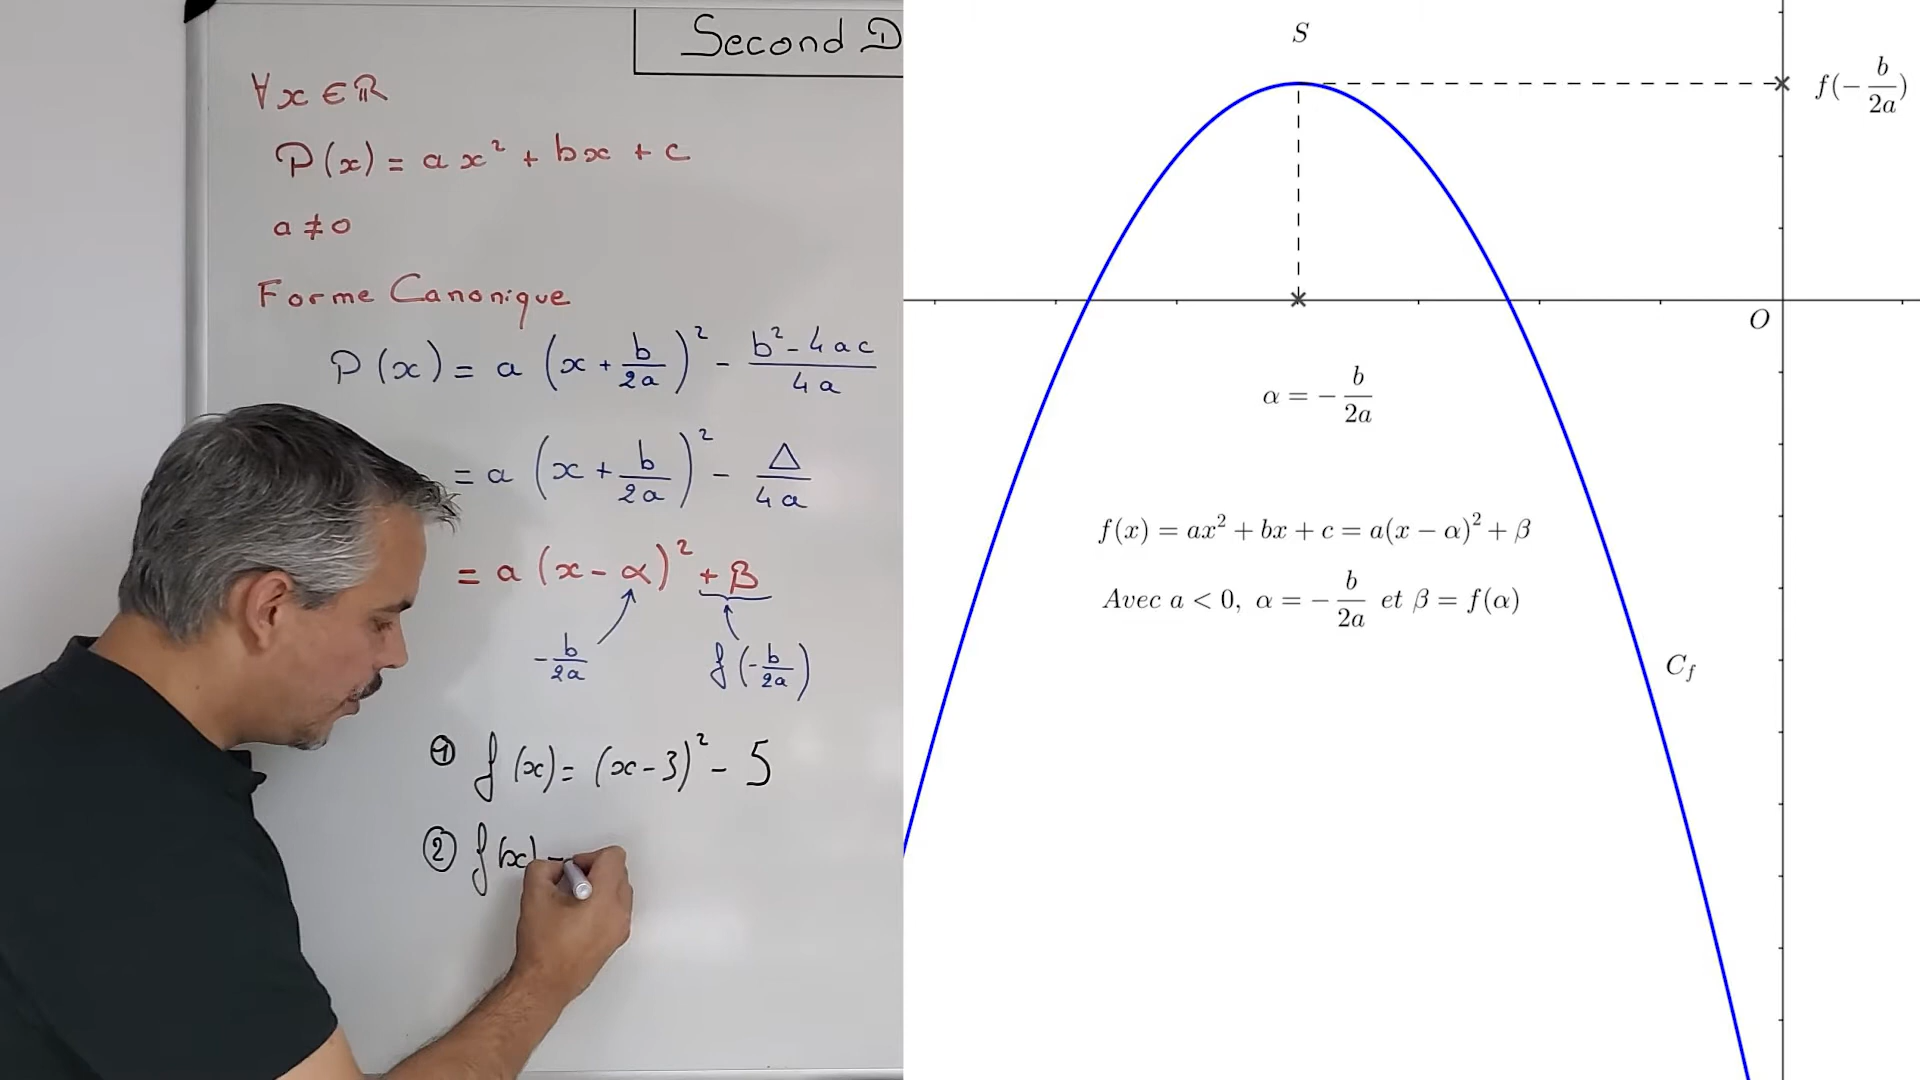 Second D
∀x ∈ ℝ
P(x) = ax² + bx + c
a ≠ 0
Forme Canonique
P(x) = a (x + b/2a)² - b² - 4ac/4a
= a (x + b/2a)² - Δ/4a
= a (x - α)² + β
-b/2a f(-b/2a)
① f(x) = (x-3)² - 5
② f(x) =
S
f(-b/2a)
O
α = -b/2a
f(x) = ax² + bx + c = a(x - α)² + β
Avec a < 0, α = -b/2a et β = f(α)
C_f